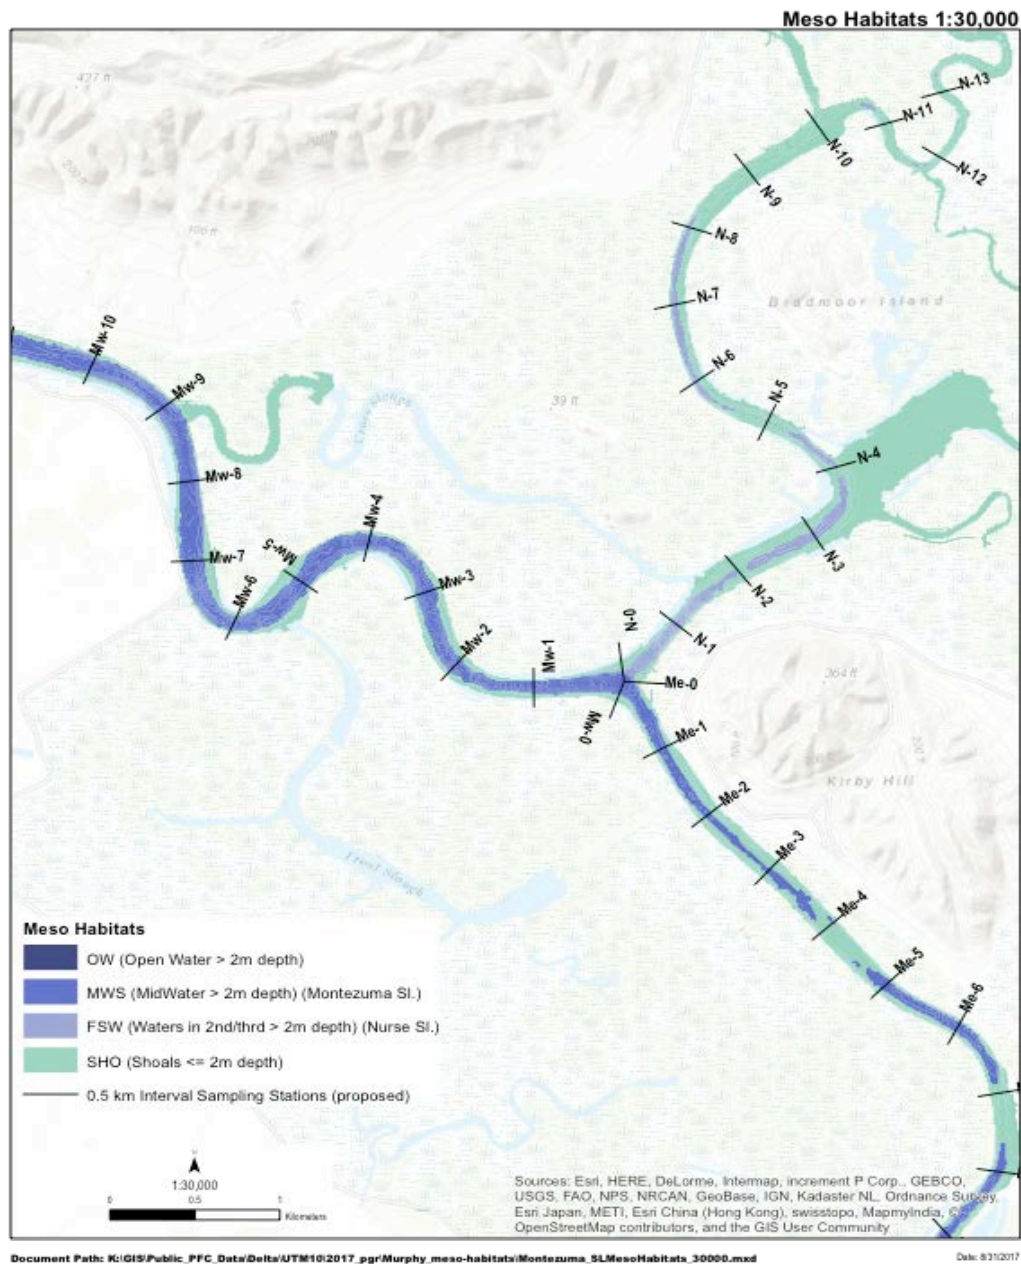 Meso Habitats 1:30,000
427 ft
200 ft
106 ft
N-13
N-11
N-10
N-12
N-9
N-8
N-7
Bradmoor Island
N-6
N-5
39 ft
Cross Slough
Mw-10
Mw-9
Mw-8
Mw-7
Mw-6
Mw-5
Mw-4
Mw-3
Mw-2
Mw-1
Mw-0
N-4
N-3
N-2
N-1
N-0
Me-0
364 ft
Me-1
Kirby Hill
Me-2
Me-3
Me-4
Me-5
Me-6
Frost Slough
Meso Habitats
OW (Open Water > 2m depth)
MWS (MidWater > 2m depth) (Montezuma Sl.)
FSW (Waters in 2nd/thrd > 2m depth) (Nurse Sl.)
SHO (Shoals <= 2m depth)
0.5 km Interval Sampling Stations (proposed)
N
1:30,000
0 0.5 1
Kilometers
Sources: Esri, HERE, DeLorme, Intermap, increment P Corp., GEBCO,
USGS, FAO, NPS, NRCAN, GeoBase, IGN, Kadaster NL, Ordnance Survey,
Esri Japan, METI, Esri China (Hong Kong), swisstopo, MapmyIndia, ©
OpenStreetMap contributors, and the GIS User Community
Document Path: K:\GIS\Public_PFC_Data\Delta\UTM10\2017_pgr\Murphy_meso-habitats\Montezuma_SLMesoHabitats_30000.mxd
Date: 8/31/2017